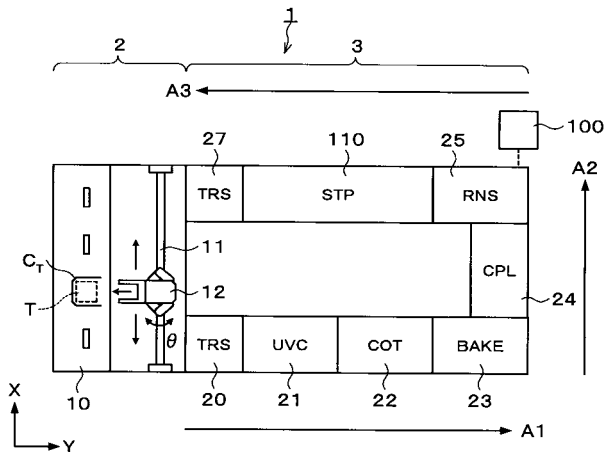 1
2
3
A3
100
27
110
25
A2
TRS
STP
RNS
11
CT
12
CPL
T
24
θ
TRS
UVC
COT
BAKE
10
20
21
22
23
X
Y
A1